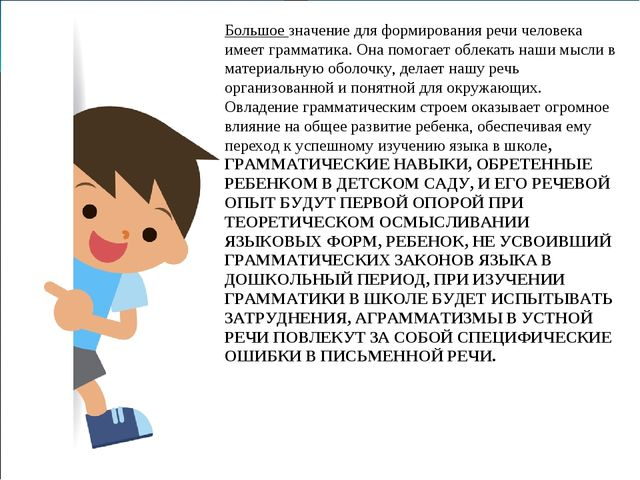 Большое значение для формирования речи человека
имеет грамматика. Она помогает облекать наши мысли в
материальную оболочку, делает нашу речь
организованной и понятной для окружающих.
Овладение грамматическим строем оказывает огромное
влияние на общее развитие ребенка, обеспечивая ему
переход к успешному изучению языка в школе,
ГРАММАТИЧЕСКИЕ НАВЫКИ, ОБРЕТЕННЫЕ
РЕБЕНКОМ В ДЕТСКОМ САДУ, И ЕГО РЕЧЕВОЙ
ОПЫТ БУДУТ ПЕРВОЙ ОПОРОЙ ПРИ
ТЕОРЕТИЧЕСКОМ ОСМЫСЛИВАНИИ
ЯЗЫКОВЫХ ФОРМ, РЕБЕНОК, НЕ УСВОИВШИЙ
ГРАММАТИЧЕСКИХ ЗАКОНОВ ЯЗЫКА В
ДОШКОЛЬНЫЙ ПЕРИОД, ПРИ ИЗУЧЕНИИ
ГРАММАТИКИ В ШКОЛЕ БУДЕТ ИСПЫТЫВАТЬ
ЗАТРУДНЕНИЯ, АГРАММАТИЗМЫ В УСТНОЙ
РЕЧИ ПОВЛЕКУТ ЗА СОБОЙ СПЕЦИФИЧЕСКИЕ
ОШИБКИ В ПИСЬМЕННОЙ РЕЧИ.